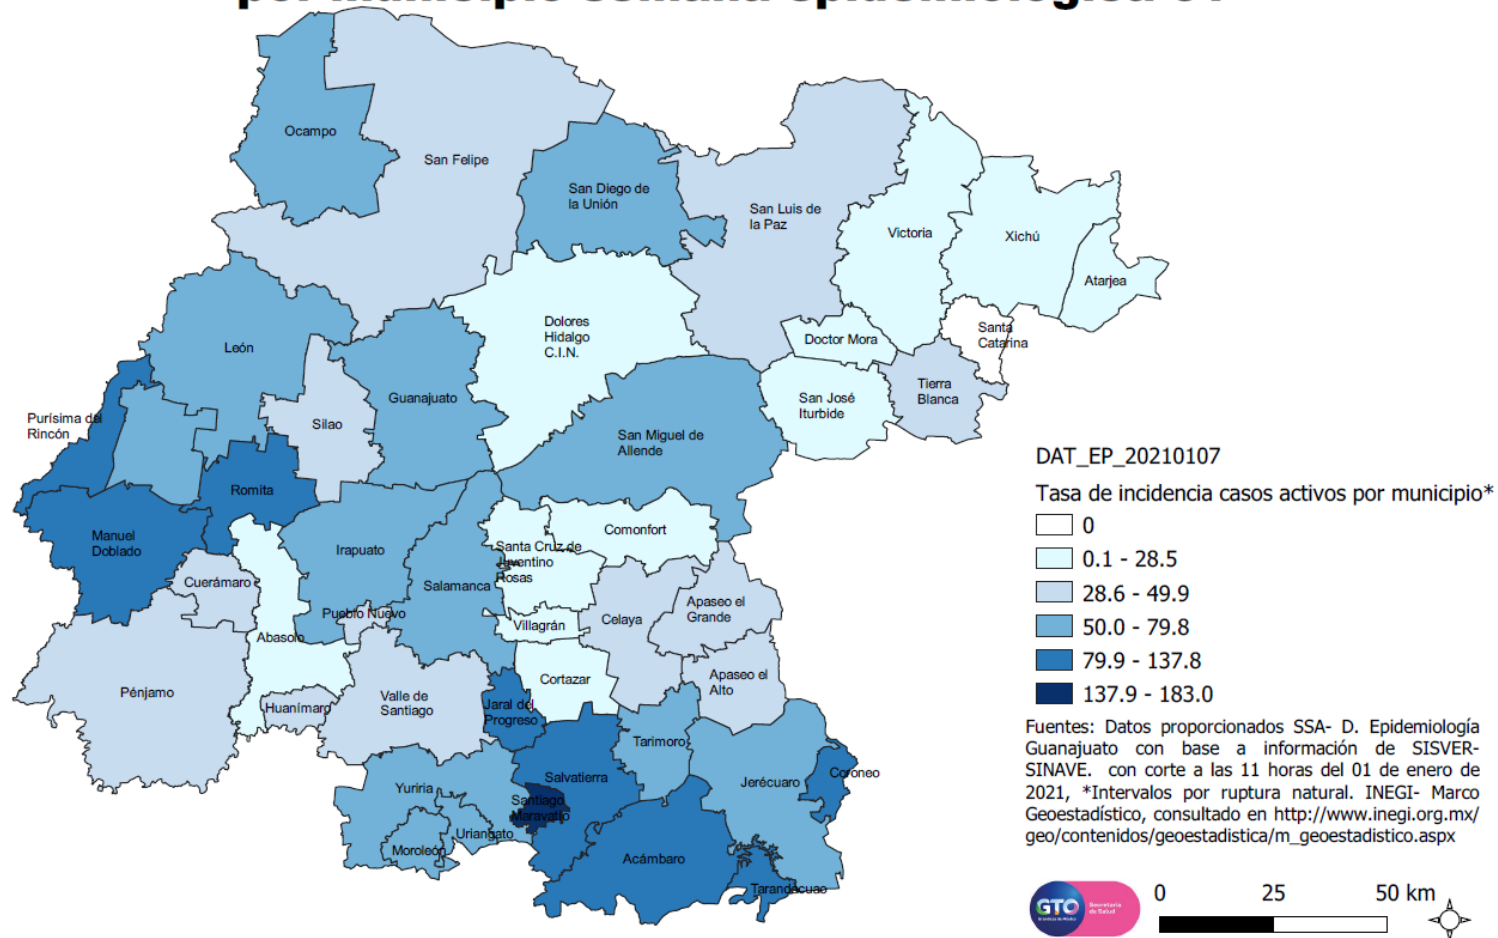 por municipio semana epidemiológica 01
Ocampo
San Felipe
San Diego de
la Unión
San Luis de
la Paz
Victoria
Xichú
Atarjea
León
Dolores
Hidalgo
C.I.N.
Doctor Mora
Santa
Catarina
Purísima del
Rincón
Silao
Guanajuato
San Miguel de
Allende
San José
Iturbide
Tierra
Blanca
Romita
Manuel
Doblado
Irapuato
Santa Cruz de
Juventino
Rosas
Comonfort
Cuerámaro
Salamanca
Pueblo Nuevo
Abasolo
Villagrán
Celaya
Apaseo el
Grande
Pénjamo
Huanímaro
Valle de
Santiago
Jaral del
Progreso
Cortazar
Apaseo el
Alto
Tarimoro
Yuriria
Santiago
Maravatío
Salvatierra
Jerécuaro
Coroneo
Moroleón
Uriangato
Acámbaro
Tarandacuao
DAT_EP_20210107
Tasa de incidencia casos activos por municipio*
0
0.1 - 28.5
28.6 - 49.9
50.0 - 79.8
79.9 - 137.8
137.9 - 183.0
Fuentes: Datos proporcionados SSA- D. Epidemiología
Guanajuato con base a información de SISVER-
SINAVE. con corte a las 11 horas del 01 de enero de
2021, *Intervalos por ruptura natural. INEGI- Marco
Geoestadístico, consultado en http://www.inegi.org.mx/
geo/contenidos/geoestadistica/m_geoestadistico.aspx
GTO
Secretaría
de Salud
0 25 50 km